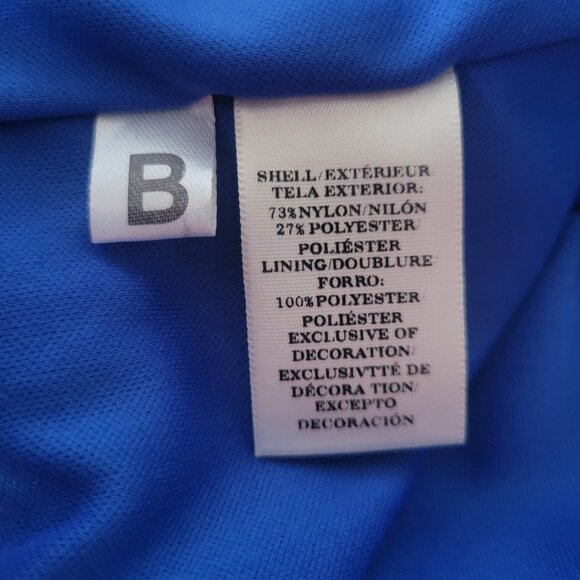 B
SHELL/EXTÉRIEUR/
TELA EXTERIOR:
73%NYLON/NILÓN
27%POLYESTER/
POLIÉSTER
LINING/DOUBLURE/
FORRO:
100%POLYESTER/
POLIÉSTER
EXCLUSIVE OF
DECORATION/
EXCLUSIVTTÉ DE
DÉCORA TION/
EXCEPTO
DECORACIÓN